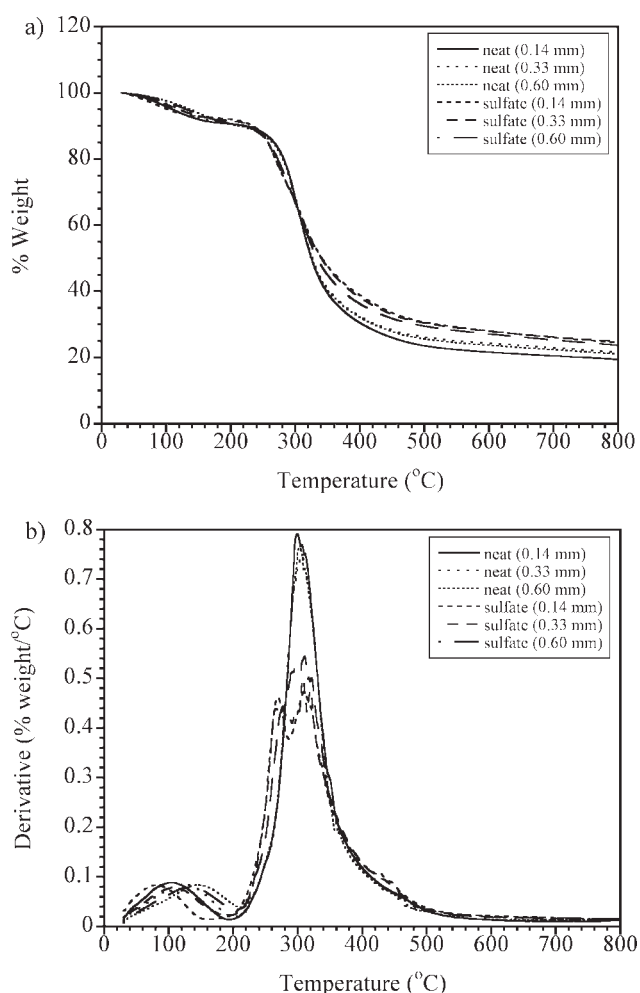 a)
120
100
80
60
40
20
0
% Weight
neat (0.14 mm)
neat (0.33 mm)
neat (0.60 mm)
sulfate (0.14 mm)
sulfate (0.33 mm)
sulfate (0.60 mm)
0 100 200 300 400 500 600 700 800
Temperature (°C)
b)
0.8
0.7
0.6
0.5
0.4
0.3
0.2
0.1
0
Derivative (% weight/°C)
neat (0.14 mm)
neat (0.33 mm)
neat (0.60 mm)
sulfate (0.14 mm)
sulfate (0.33 mm)
sulfate (0.60 mm)
0 100 200 300 400 500 600 700 800
Temperature (°C)